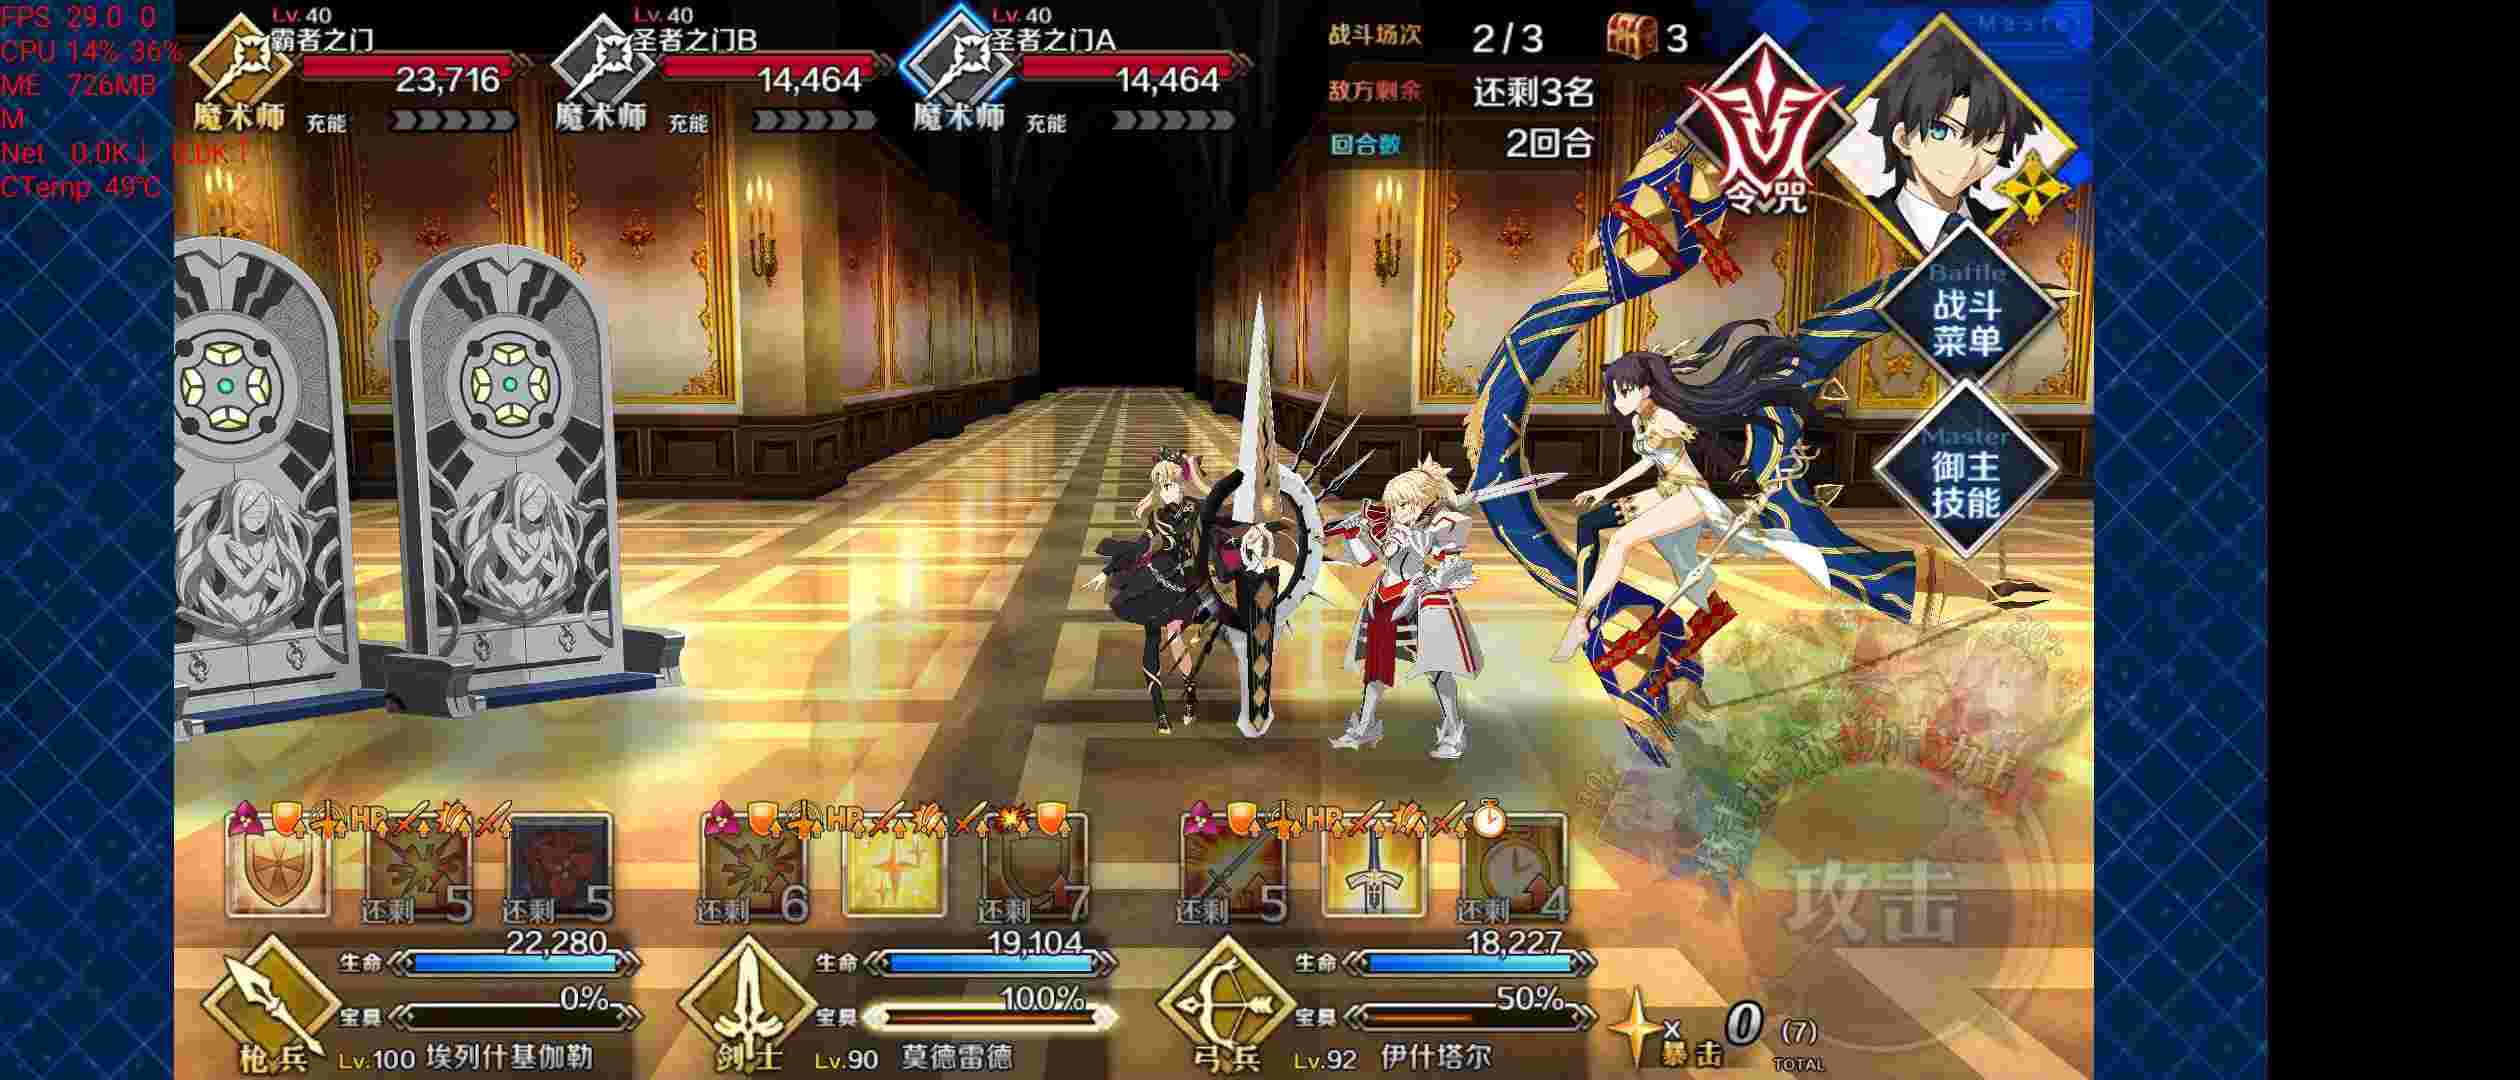 FPS 29.0 0
CPU 14% 36%
ME 726MB
M
Net 0.0K↓ 0.0K↑
CTemp 49℃
Lv.40
霸者之门
23,716
魔术师 充能
Lv.40
圣者之门B
14,464
魔术师 充能
Lv.40
圣者之门A
14,464
魔术师 充能
战斗场次 2/3 3
敌方剩余 还剩3名
回合数 2回合
Master
令咒
Battle
战斗
菜单
Master
御主
技能
攻击
HP
还剩 5
还剩 5
HP
还剩 6
还剩 7
HP
还剩 5
还剩 4
生命 22,280
宝具 0%
枪兵 Lv.100 埃列什基伽勒
生命 19,104
宝具 100%
剑士 Lv.90 莫德雷德
生命 18,227
宝具 50%
弓兵 Lv.92 伊什塔尔
x 0 (7)
暴击 TOTAL